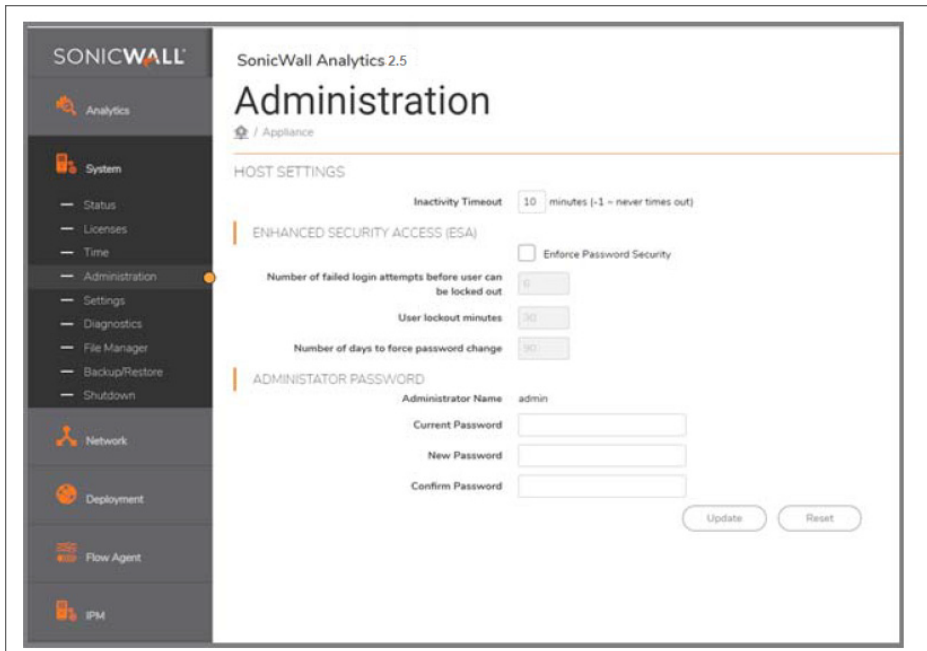 SONICWALL
Analytics
System
Status
Licenses
Time
Administration
Settings
Diagnostics
File Manager
Backup/Restore
Shutdown
Network
Deployment
Flow Agent
IPM
SonicWall Analytics 2.5
Administration
/ Appliance
HOST SETTINGS
Inactivity Timeout 10 minutes (-1 = never times out)
ENHANCED SECURITY ACCESS (ESA)
Enforce Password Security
Number of failed login attempts before user can
be locked out 6
User lockout minutes 30
Number of days to force password change 90
ADMINISTATOR PASSWORD
Administrator Name admin
Current Password
New Password
Confirm Password
Update Reset